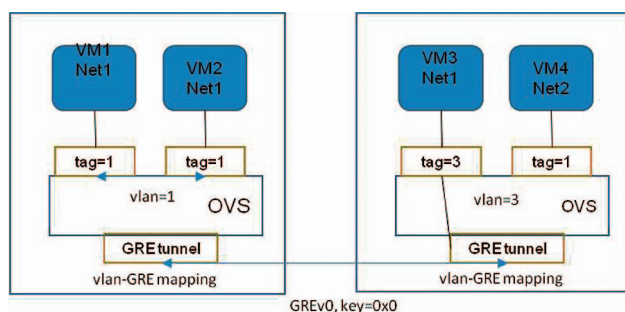 VM1
Net1
VM2
Net1
tag=1
tag=1
vlan=1
OVS
GRE tunnel
vlan-GRE mapping
VM3
Net1
VM4
Net2
tag=3
tag=1
vlan=3
OVS
GRE tunnel
vlan-GRE mapping
GREv0, key=0x0